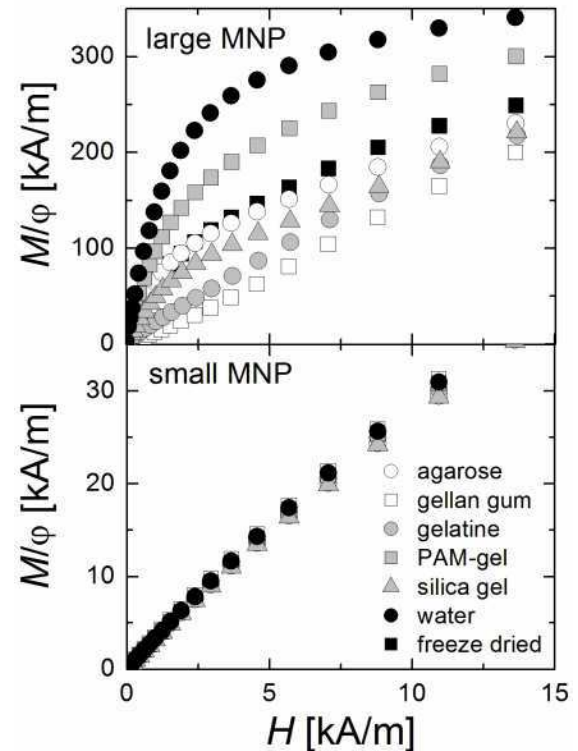 large MNP
300
200
100
0
M/φ [kA/m]
small MNP
30
20
10
0
M/φ [kA/m]
agarose
gellan gum
gelatine
PAM-gel
silica gel
water
freeze dried
0 5 10 15
H [kA/m]